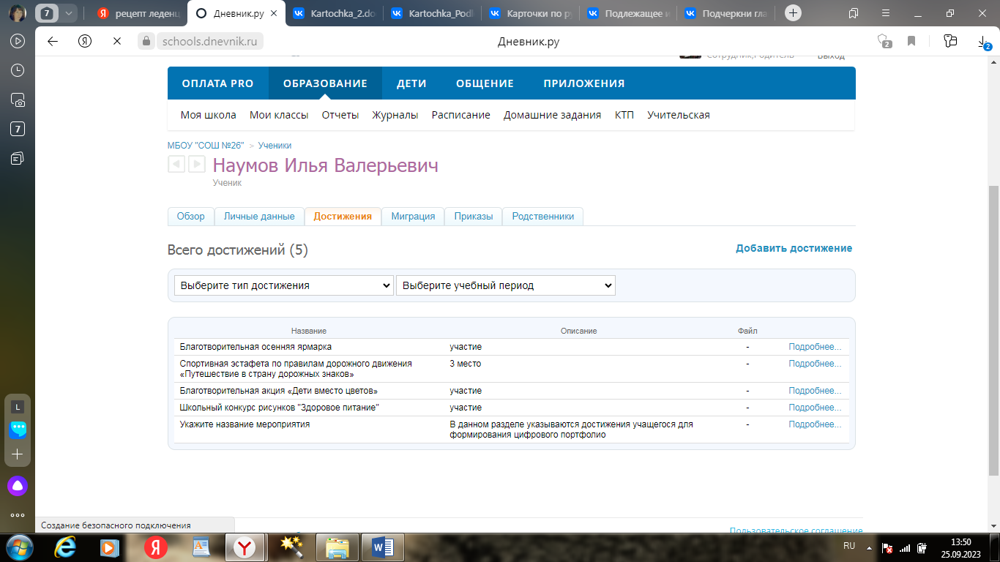 7
рецепт леденц
Дневник.ру
Kartochka_2.do
Kartochka_Podl
Карточки по ру
Подлежащее и
Подчеркни гла
schools.dnevnik.ru
Дневник.ру
2
2
7
Сотрудник,Родитель
Выход
ОПЛАТА PRO ОБРАЗОВАНИЕ ДЕТИ ОБЩЕНИЕ ПРИЛОЖЕНИЯ
Моя школа Мои классы Отчеты Журналы Расписание Домашние задания КТП Учительская
МБОУ "СОШ №26" > Ученики
Наумов Илья Валерьевич
Ученик
Обзор Личные данные Достижения Миграция Приказы Родственники
Всего достижений (5)
Добавить достижение
Выберите тип достижения Выберите учебный период
Название Описание Файл
Благотворительная осенняя ярмарка участие - Подробнее...
Спортивная эстафета по правилам дорожного движения 3 место - Подробнее...
«Путешествие в страну дорожных знаков»
Благотворительная акция «Дети вместо цветов» участие - Подробнее...
Школьный конкурс рисунков "Здоровое питание" участие - Подробнее...
Укажите название мероприятия В данном разделе указываются достижения учащегося для - Подробнее...
формирования цифрового портфолио
L
Создание безопасного подключения
Пользовательское соглашение
RU
13:50
25.09.2023